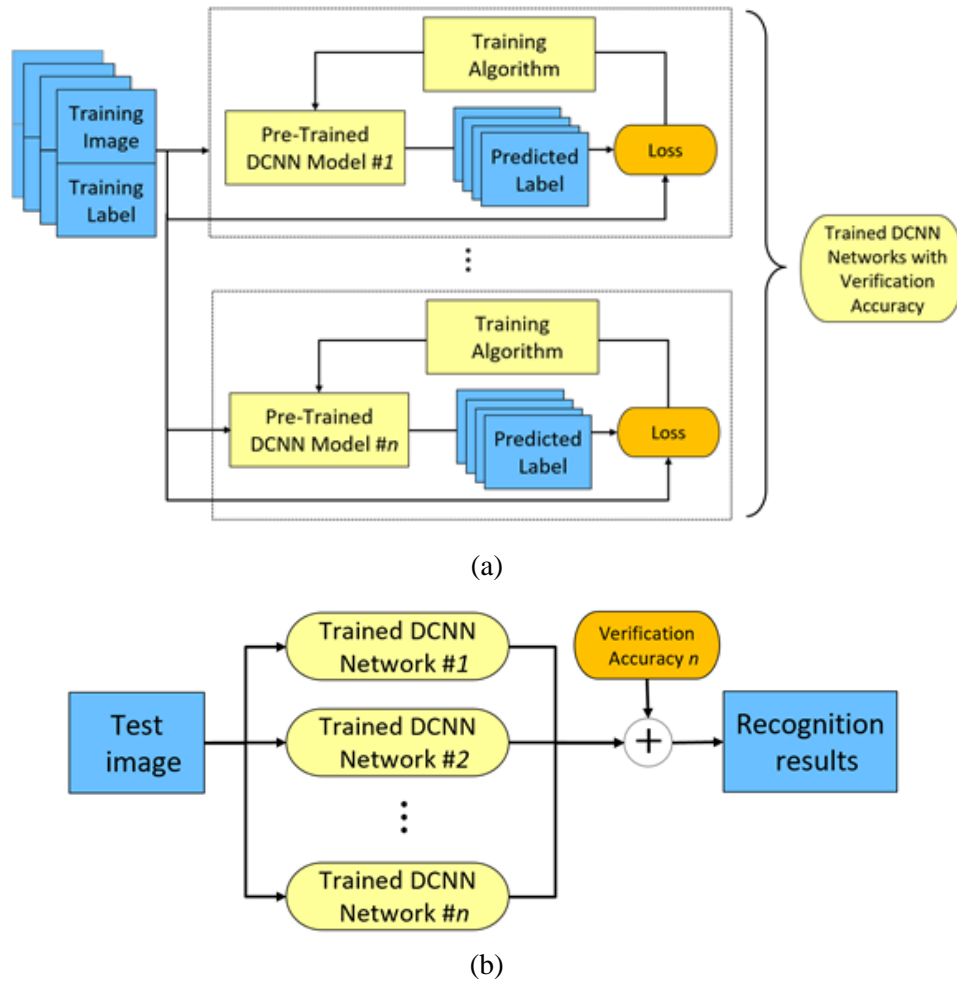 Training
Image
Training
Label
Training
Algorithm
Pre-Trained
DCNN Model #1
Predicted
Label
Loss
Trained DCNN
Networks with
Verification
Accuracy
Training
Algorithm
Pre-Trained
DCNN Model #n
Predicted
Label
Loss
(a)
Test
image
Trained DCNN
Network #1
Trained DCNN
Network #2
Trained DCNN
Network #n
Verification
Accuracy n
+
Recognition
results
(b)